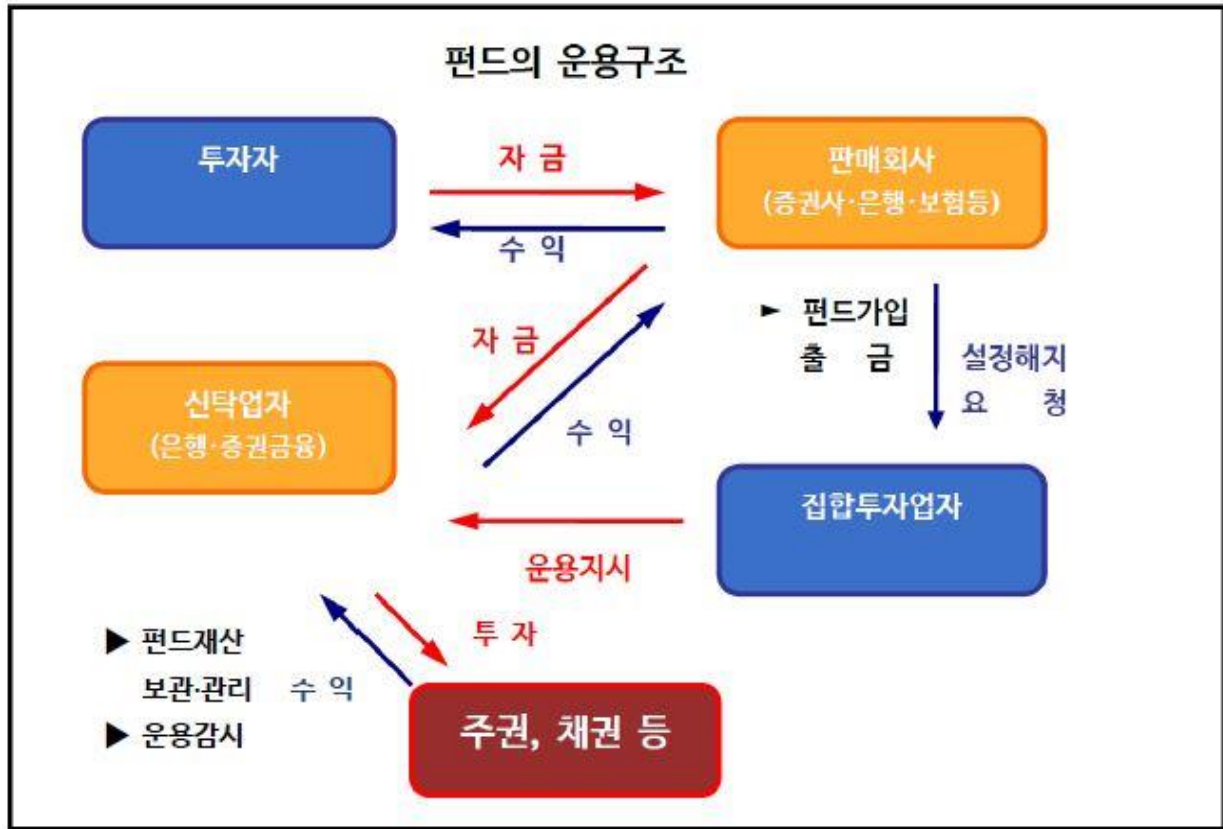 펀드의 운용구조
투자자
자 금
수 익
판매회사
(증권사·은행·보험등)
자 금
수 익
► 펀드가입
출 금
설정해지
요 청
신탁업자
(은행·증권금융)
집합투자업자
운용지시
▶ 펀드재산
보관·관리
▶ 운용감시
수 익
투 자
주권, 채권 등